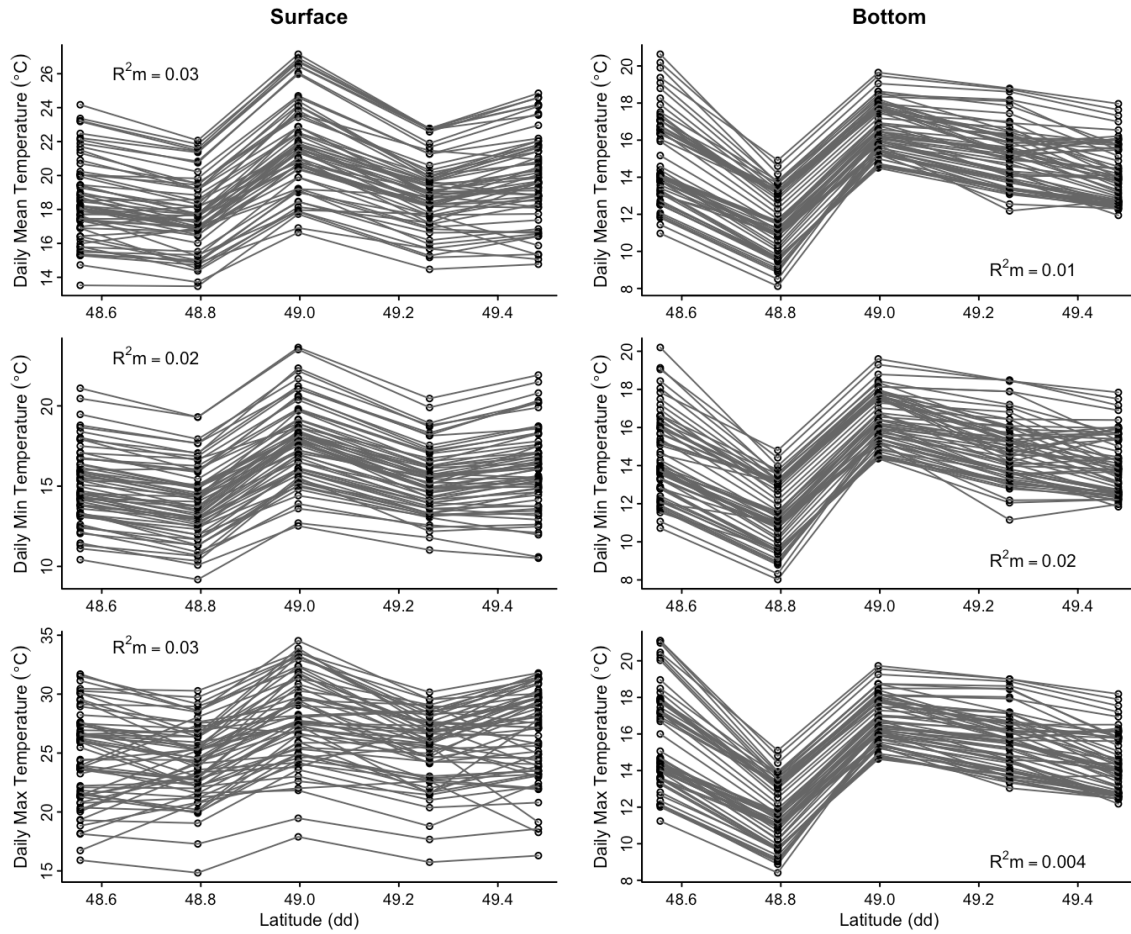 Surface
Bottom
Daily Mean Temperature (°C)
14 16 18 20 22 24 26
R²m = 0.03
48.6 48.8 49.0 49.2 49.4
Daily Mean Temperature (°C)
8 10 12 14 16 18 20
R²m = 0.01
48.6 48.8 49.0 49.2 49.4
Daily Min Temperature (°C)
10 15 20
R²m = 0.02
48.6 48.8 49.0 49.2 49.4
Daily Min Temperature (°C)
8 10 12 14 16 18 20
R²m = 0.02
48.6 48.8 49.0 49.2 49.4
Daily Max Temperature (°C)
15 20 25 30 35
R²m = 0.03
48.6 48.8 49.0 49.2 49.4
Latitude (dd)
Daily Max Temperature (°C)
8 10 12 14 16 18 20
R²m = 0.004
48.6 48.8 49.0 49.2 49.4
Latitude (dd)